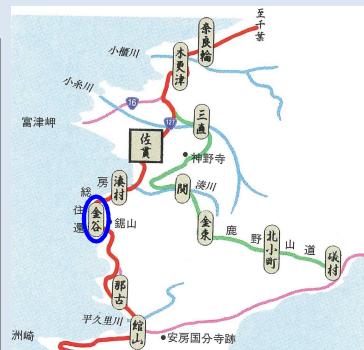 至千葉
奈良輪
小櫃川
木更津
小糸川
16
127
三直
富津岬
佐貫
神野寺
湊川
関
湊村
房総往還
金谷
鋸山
金束
鹿野山道
北小町
磯村
那古
平久里川
館山
安房国分寺跡
洲崎